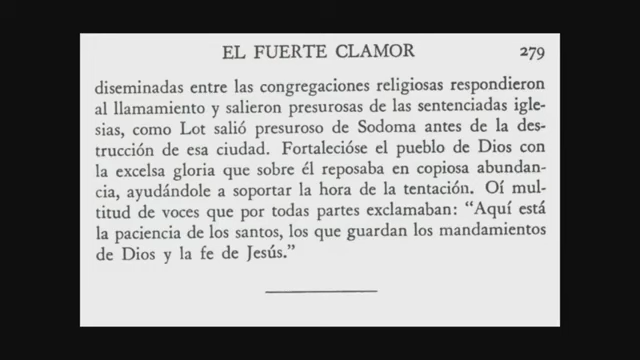 EL FUERTE CLAMOR 279
diseminadas entre las congregaciones religiosas respondieron
al llamamiento y salieron presurosas de las sentenciadas igle-
sias, como Lot salió presuroso de Sodoma antes de la des-
trucción de esa ciudad. Fortalecióse el pueblo de Dios con
la excelsa gloria que sobre él reposaba en copiosa abundan-
cia, ayudándole a soportar la hora de la tentación. Oí mul-
titud de voces que por todas partes exclamaban: “Aquí está
la paciencia de los santos, los que guardan los mandamientos
de Dios y la fe de Jesús.”